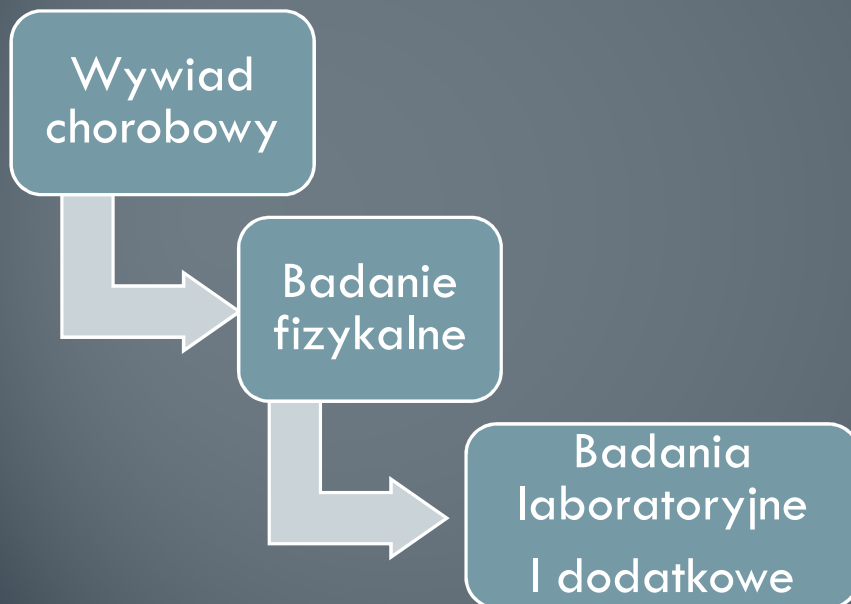 Wywiad
chorobowy
Badanie
fizykalne
Badania
laboratoryjne
I dodatkowe